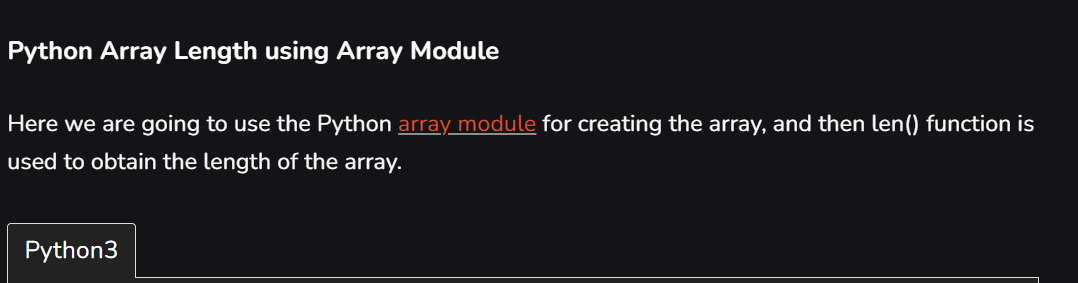 Python Array Length using Array Module
Here we are going to use the Python array module for creating the array, and then len() function is
used to obtain the length of the array.
Python3